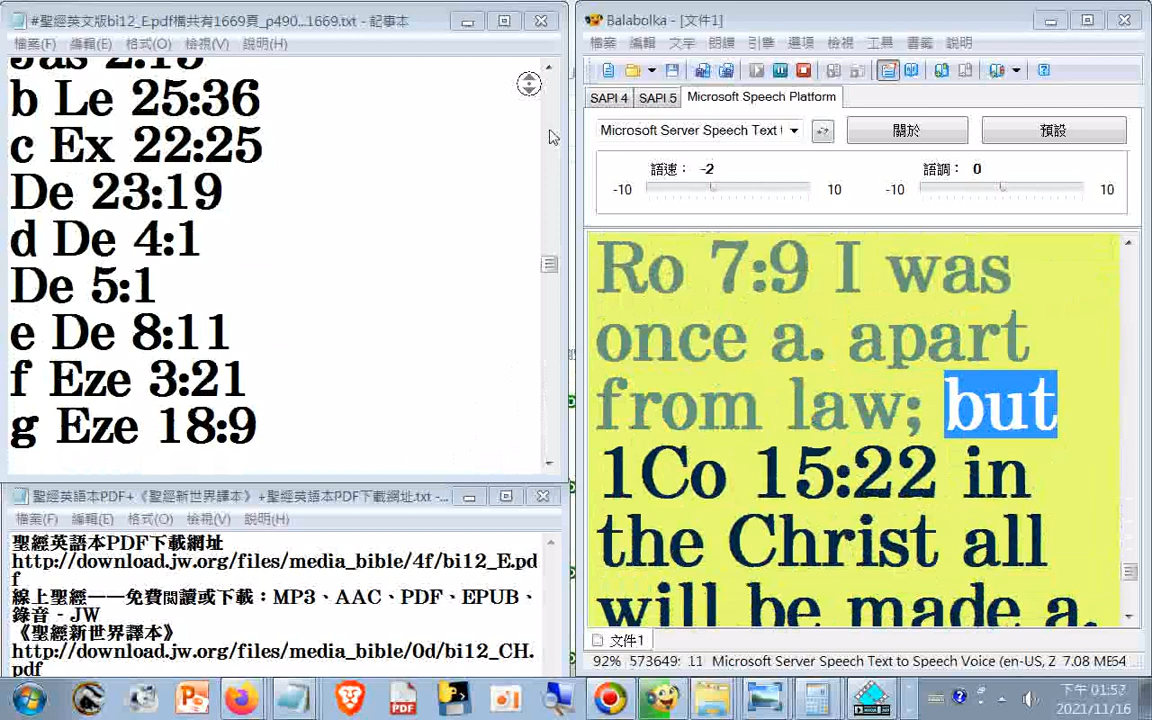 #聖經英文版bi12_E.pdf檔共有1669頁_p490...1669.txt - 記事本
檔案(F) 編輯(E) 格式(O) 檢視(V) 說明(H)
Jas 2:15
b Le 25:36
c Ex 22:25
De 23:19
d De 4:1
De 5:1
e De 8:11
f Eze 3:21
g Eze 18:9
聖經英語本PDF+《聖經新世界譯本》+聖經英語本PDF下載網址.txt - ...
檔案(F) 編輯(E) 格式(O) 檢視(V) 說明(H)
聖經英語本PDF下載網址
http://download.jw.org/files/media_bible/4f/bi12_E.pd
f
線上聖經——免費閱讀或下載：MP3、AAC、PDF、EPUB、
錄音 - JW
《聖經新世界譯本》
http://download.jw.org/files/media_bible/0d/bi12_CH.
pdf
Balabolka - [文件1]
檔案 編輯 文字 朗讀 引擎 選項 檢視 工具 書籤 說明
SAPI 4 SAPI 5 Microsoft Speech Platform
Microsoft Server Speech Text 關於 預設
語速： -2 語調： 0
-10 10 -10 10
Ro 7:9 I was
once a. apart
from law; but
1Co 15:22 in
the Christ all
will be made a.
文件1
92% 573649: 11 Microsoft Server Speech Text to Speech Voice (en-US, Z 7.08 ME54
PDF
下午 01:53
2021/11/16